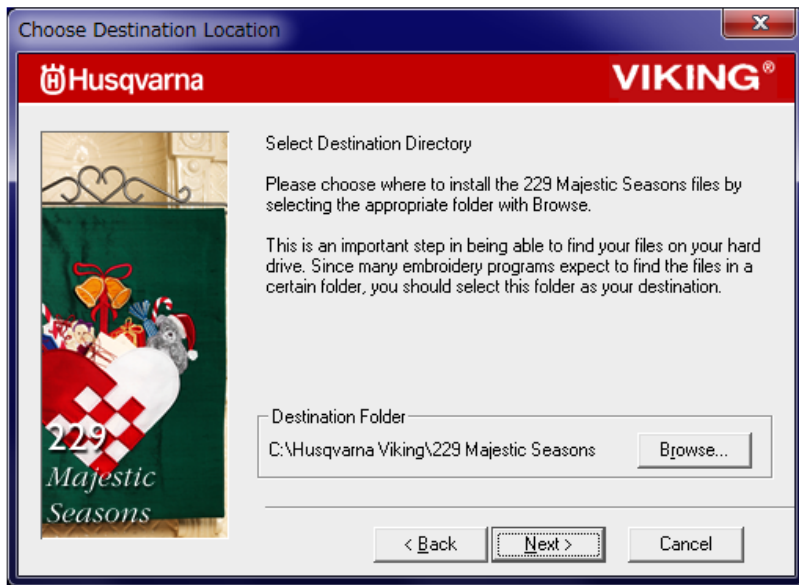 Choose Destination Location
Husqvarna
VIKING®
Select Destination Directory
Please choose where to install the 229 Majestic Seasons files by
selecting the appropriate folder with Browse.
This is an important step in being able to find your files on your hard
drive. Since many embroidery programs expect to find the files in a
certain folder, you should select this folder as your destination.
229
Majestic
Seasons
Destination Folder
C:\Husqvarna Viking\229 Majestic Seasons
Browse...
< Back
Next >
Cancel